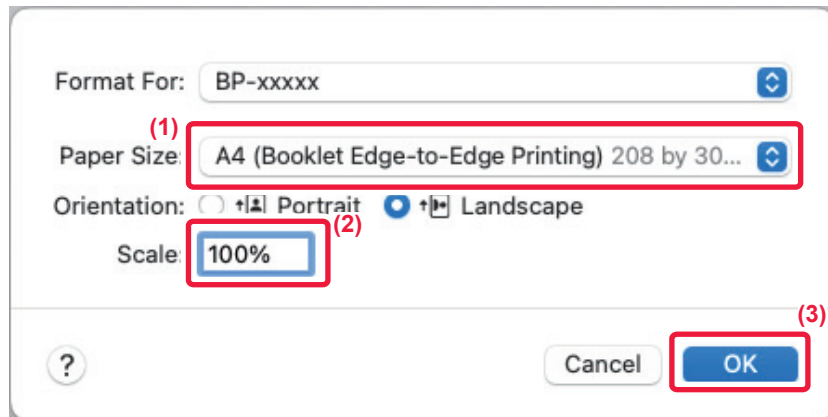 Format For: BP-xxxxx
(1)
Paper Size: A4 (Booklet Edge-to-Edge Printing) 208 by 30...
Orientation: Portrait Landscape
(2)
Scale: 100%
(3)
? Cancel OK